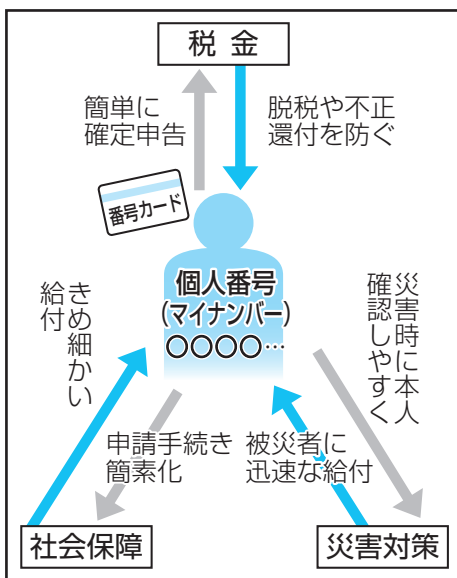 税金
簡単に
確定申告
脱税や不正
還付を防ぐ
番号カード
個人番号
(マイナンバー)
〇〇〇〇…
きめ細かい
給付
災害時に本人
確認しやすく
申請手続き
簡素化
被災者に
迅速な給付
社会保障
災害対策